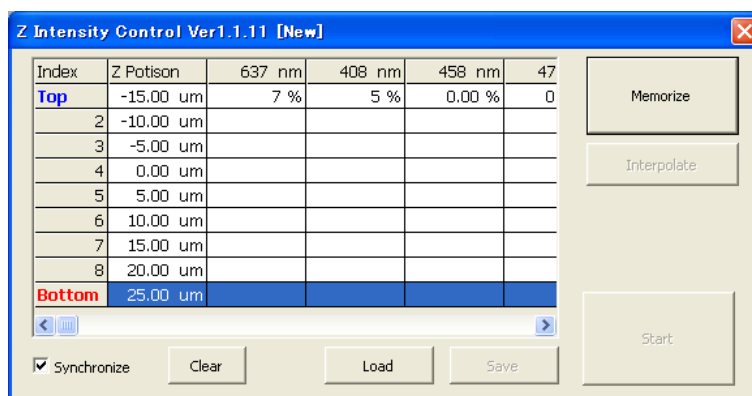 Z Intensity Control Ver1.1.11 [New]
Index Z Potison 637 nm 408 nm 458 nm 47
Top -15.00 um 7 % 5 % 0.00 % 0
2 -10.00 um
3 -5.00 um
4 0.00 um
5 5.00 um
6 10.00 um
7 15.00 um
8 20.00 um
Bottom 25.00 um
Memorize
Interpolate
Start
Synchronize Clear Load Save